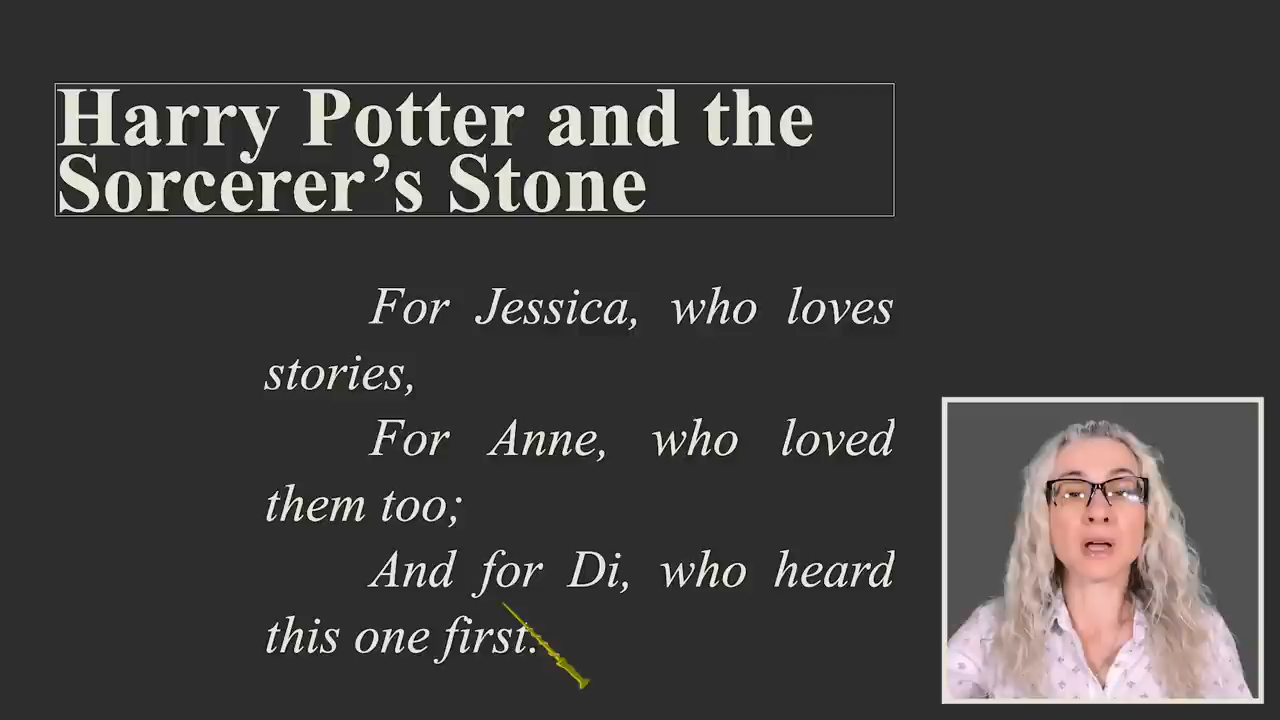 Harry Potter and the
Sorcerer’s Stone
For Jessica, who loves
stories,
For Anne, who loved
them too;
And for Di, who heard
this one first.